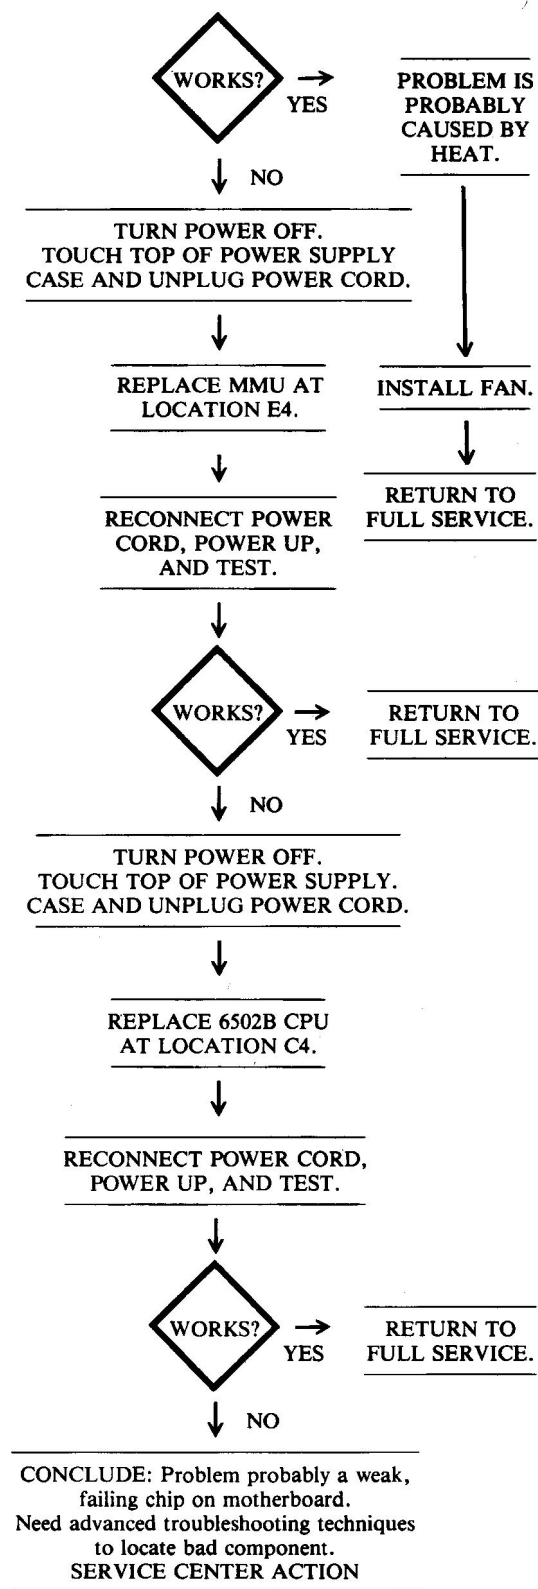 WORKS?
YES
PROBLEM IS
PROBABLY
CAUSED BY
HEAT.
NO
TURN POWER OFF.
TOUCH TOP OF POWER SUPPLY
CASE AND UNPLUG POWER CORD.
REPLACE MMU AT
LOCATION E4.
INSTALL FAN.
RECONNECT POWER
CORD, POWER UP,
AND TEST.
RETURN TO
FULL SERVICE.
WORKS?
YES
RETURN TO
FULL SERVICE.
NO
TURN POWER OFF.
TOUCH TOP OF POWER SUPPLY.
CASE AND UNPLUG POWER CORD.
REPLACE 6502B CPU
AT LOCATION C4.
RECONNECT POWER CORD,
POWER UP, AND TEST.
WORKS?
YES
RETURN TO
FULL SERVICE.
NO
CONCLUDE: Problem probably a weak,
failing chip on motherboard.
Need advanced troubleshooting techniques
to locate bad component.
SERVICE CENTER ACTION